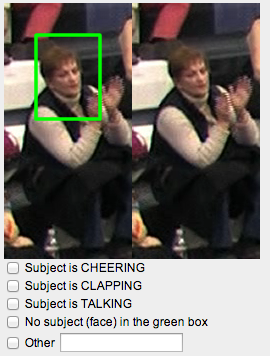 Subject is CHEERING
Subject is CLAPPING
Subject is TALKING
No subject (face) in the green box
Other